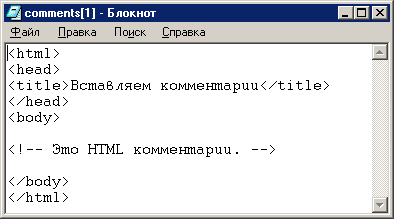 comments[1] - Блокнот
Файл Правка Поиск Справка
<html>
<head>
<title>Вставляем комментарии</title>
</head>
<body>
<!-- Это HTML комментарии. -->
</body>
</html>